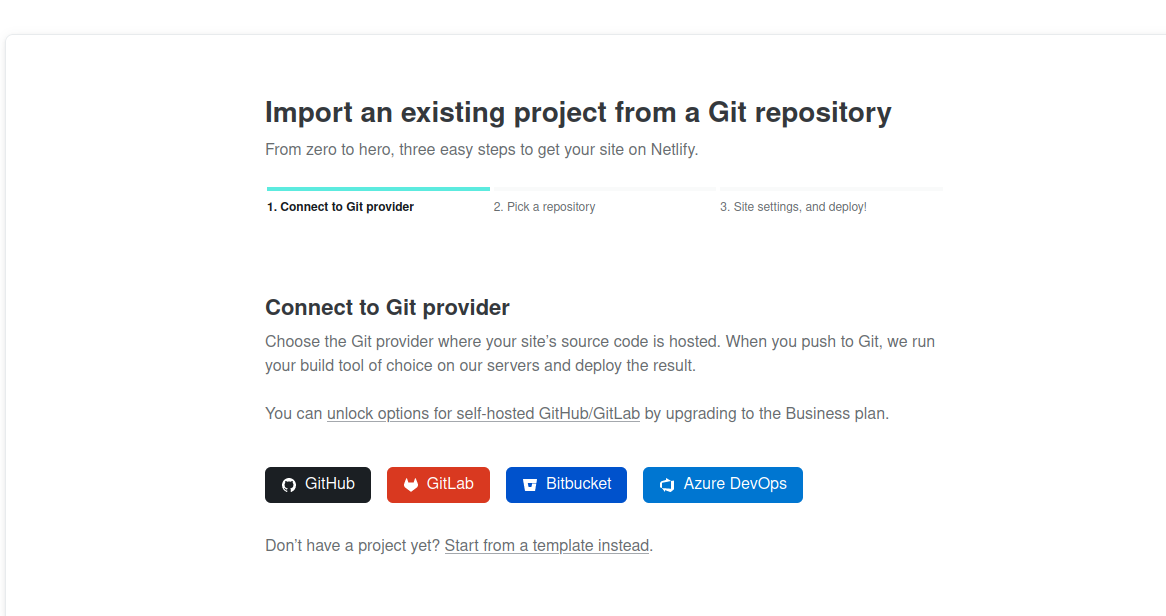 Import an existing project from a Git repository
From zero to hero, three easy steps to get your site on Netlify.
1. Connect to Git provider
2. Pick a repository
3. Site settings, and deploy!
Connect to Git provider
Choose the Git provider where your site’s source code is hosted. When you push to Git, we run
your build tool of choice on our servers and deploy the result.
You can unlock options for self-hosted GitHub/GitLab by upgrading to the Business plan.
GitHub
GitLab
Bitbucket
Azure DevOps
Don’t have a project yet? Start from a template instead.